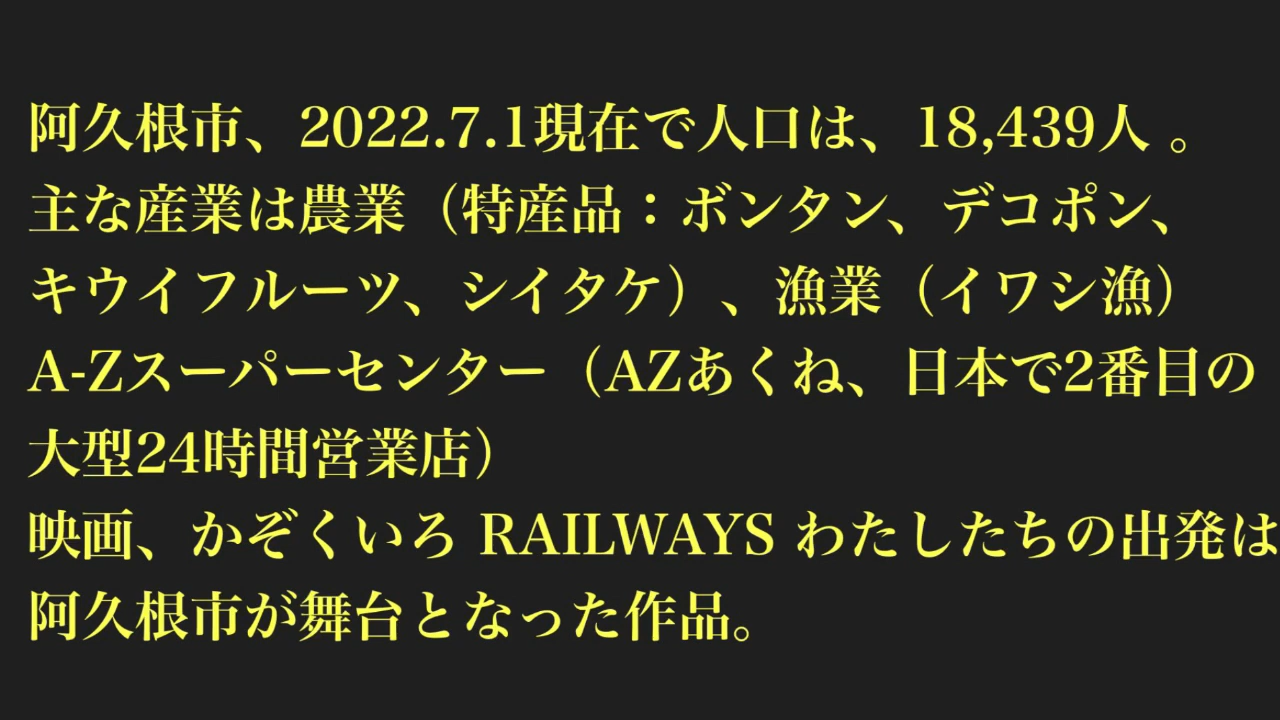 阿久根市、2022.7.1現在で人口は、18,439人 。
主な産業は農業（特産品：ボンタン、デコポン、
キウイフルーツ、シイタケ）、漁業（イワシ漁）
A-Zスーパーセンター（AZあくね、日本で2番目の
大型24時間営業店）
映画、かぞくいろ RAILWAYS わたしたちの出発は
阿久根市が舞台となった作品。